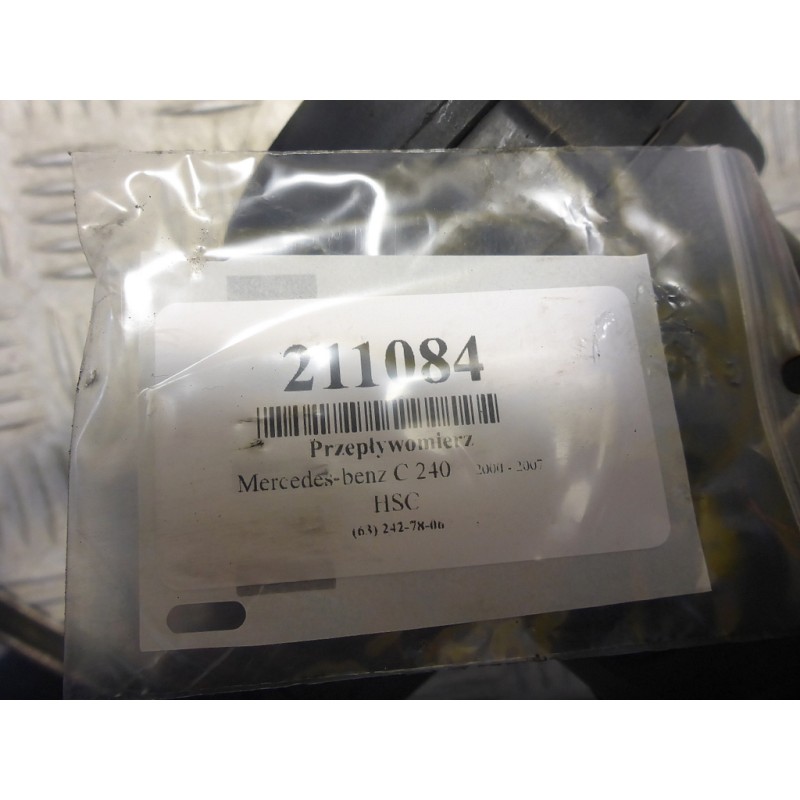 211084
Przepływomierz
Mercedes-benz C 240 2000 - 2007
HSC
(63) 242-78-06